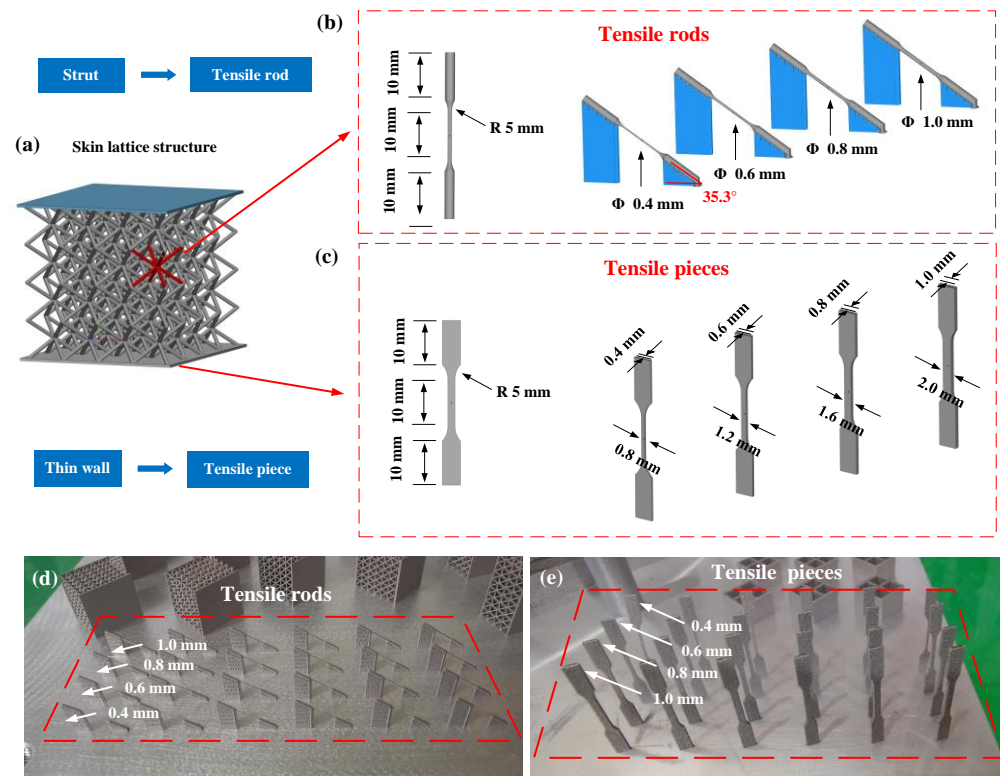 (b)
Tensile rods
Strut
Tensile rod
10 mm
10 mm
10 mm
R 5 mm
Φ 1.0 mm
Φ 0.8 mm
Φ 0.6 mm
Φ 0.4 mm
35.3°
(a)
Skin lattice structure
(c)
Tensile pieces
10 mm
10 mm
10 mm
R 5 mm
0.4 mm
0.6 mm
0.8 mm
1.0 mm
0.8 mm
1.2 mm
1.6 mm
2.0 mm
Thin wall
Tensile piece
(d)
Tensile rods
1.0 mm
0.8 mm
0.6 mm
0.4 mm
(e)
Tensile pieces
0.4 mm
0.6 mm
0.8 mm
1.0 mm